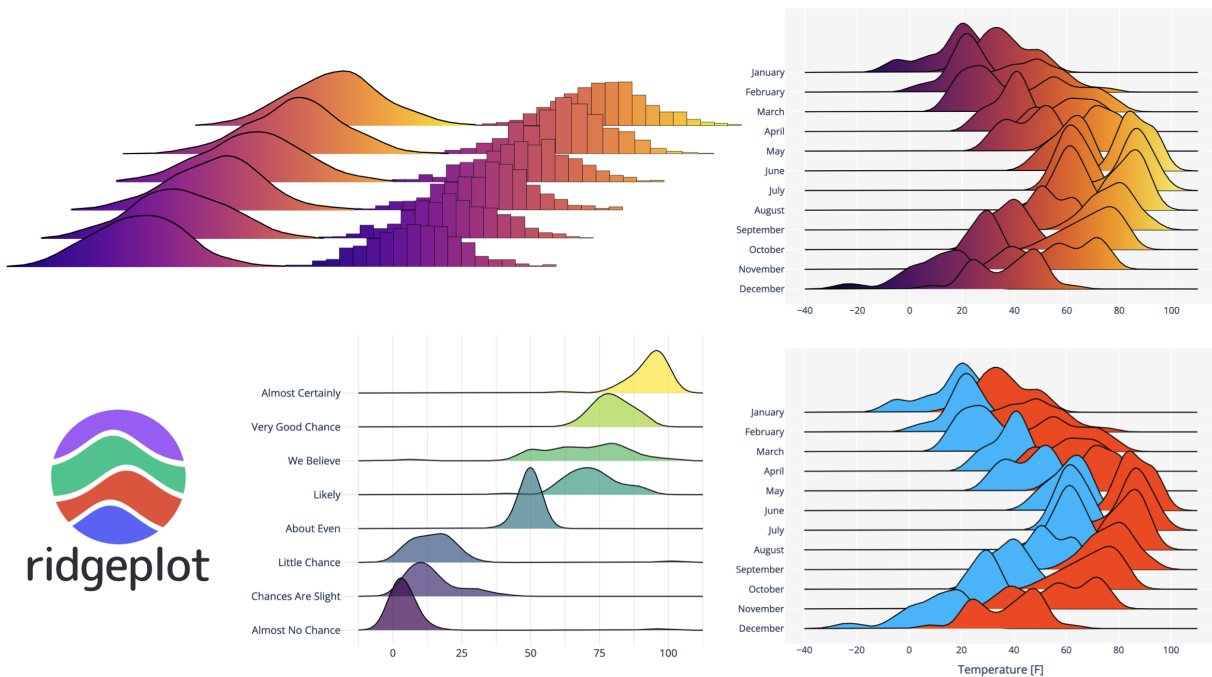 January
February
March
April
May
June
July
August
September
October
November
December
−40 −20 0 20 40 60 80 100
ridgeplot
Almost Certainly
Very Good Chance
We Believe
Likely
About Even
Little Chance
Chances Are Slight
Almost No Chance
0 25 50 75 100
January
February
March
April
May
June
July
August
September
October
November
December
−40 −20 0 20 40 60 80 100
Temperature [F]